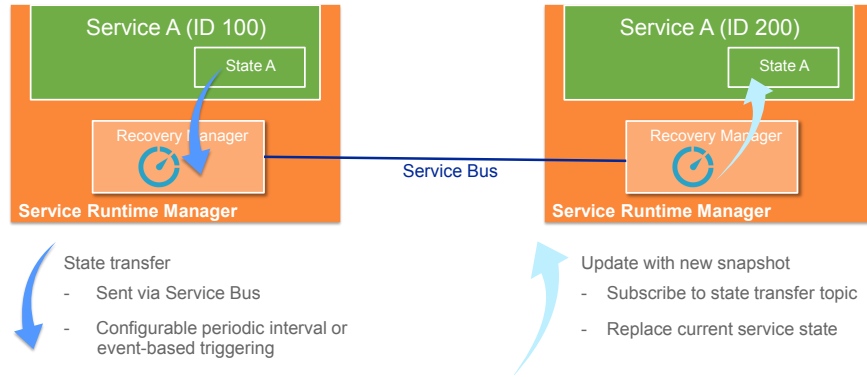 Service A (ID 100)
State A
Recovery Manager
Service Runtime Manager
Service Bus
Service A (ID 200)
State A
Recovery Manager
Service Runtime Manager
State transfer
- Sent via Service Bus
- Configurable periodic interval or
event-based triggering
Update with new snapshot
- Subscribe to state transfer topic
- Replace current service state